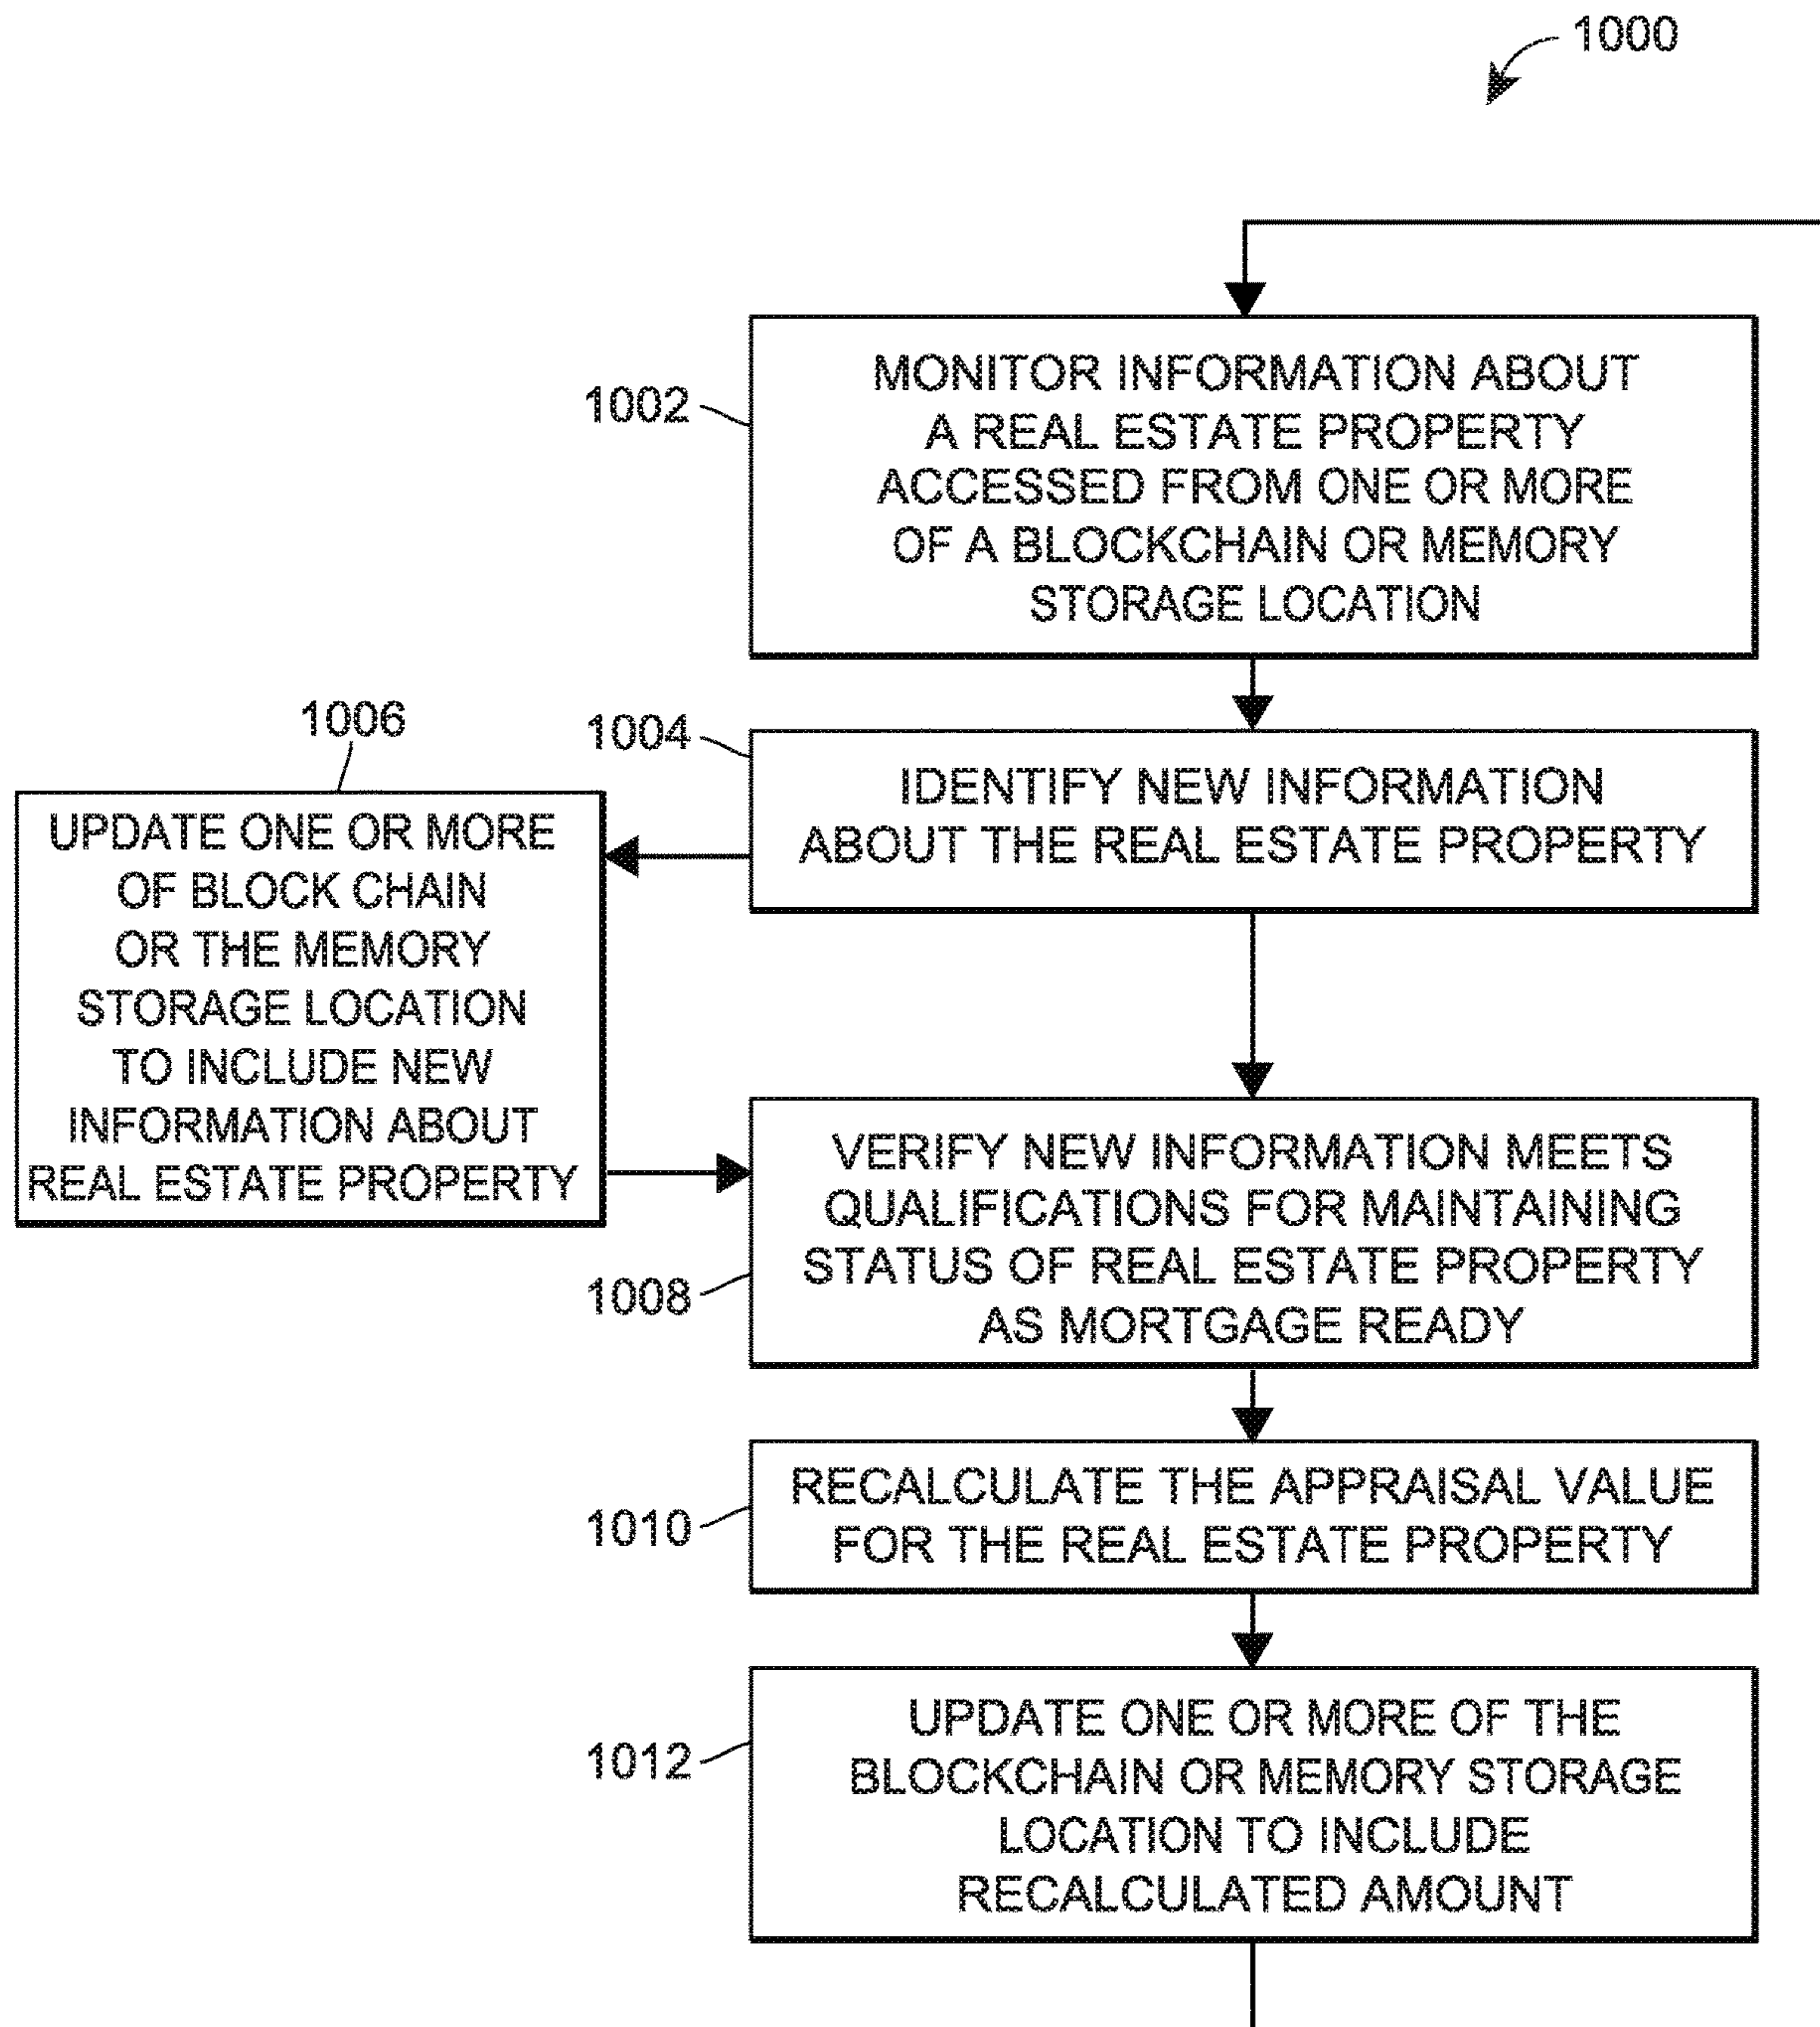 1000
1002
MONITOR INFORMATION ABOUT
A REAL ESTATE PROPERTY
ACCESSED FROM ONE OR MORE
OF A BLOCKCHAIN OR MEMORY
STORAGE LOCATION
1004
IDENTIFY NEW INFORMATION
ABOUT THE REAL ESTATE PROPERTY
1006
UPDATE ONE OR MORE
OF BLOCK CHAIN
OR THE MEMORY
STORAGE LOCATION
TO INCLUDE NEW
INFORMATION ABOUT
REAL ESTATE PROPERTY
1008
VERIFY NEW INFORMATION MEETS
QUALIFICATIONS FOR MAINTAINING
STATUS OF REAL ESTATE PROPERTY
AS MORTGAGE READY
1010
RECALCULATE THE APPRAISAL VALUE
FOR THE REAL ESTATE PROPERTY
1012
UPDATE ONE OR MORE OF THE
BLOCKCHAIN OR MEMORY STORAGE
LOCATION TO INCLUDE
RECALCULATED AMOUNT